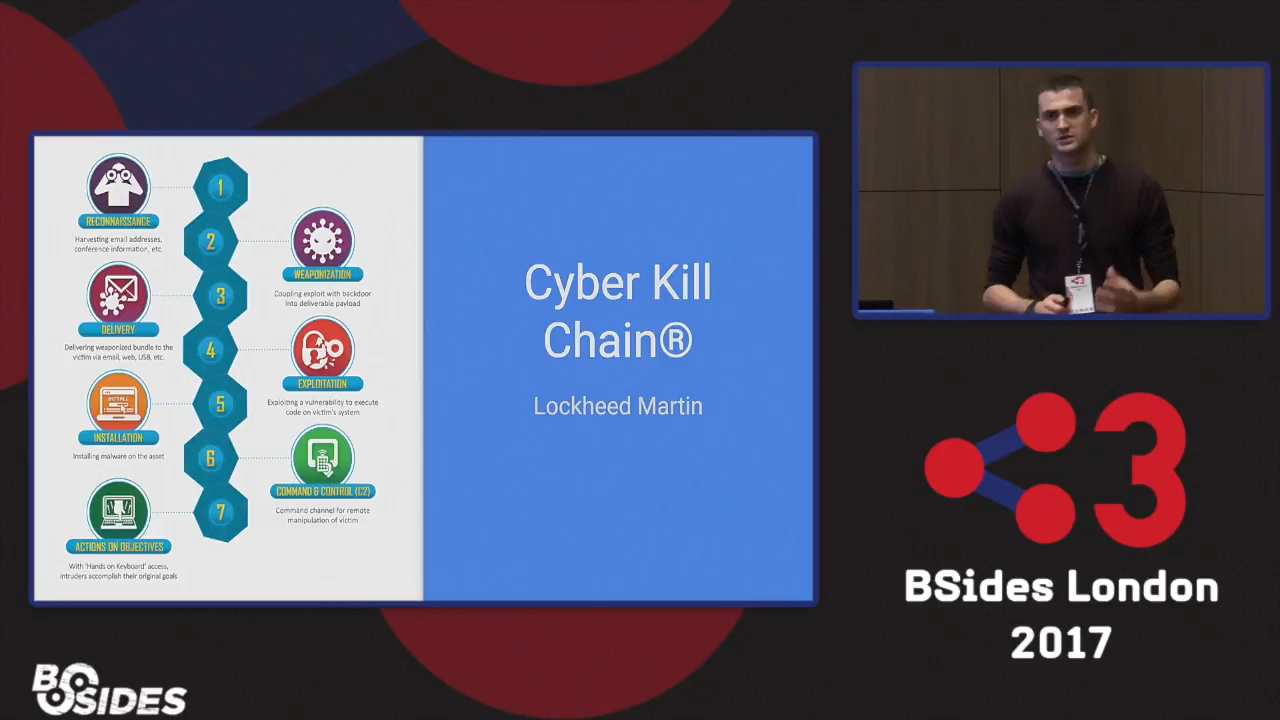 1
RECONNAISSANCE
Harvesting email addresses,
conference information, etc.
2
WEAPONIZATION
Coupling exploit with backdoor
into deliverable payload
3
DELIVERY
Delivering weaponized bundle to the
victim via email, web, USB, etc.
4
EXPLOITATION
Exploiting a vulnerability to execute
code on victim's system
5
INSTALL
INSTALLATION
Installing malware on the asset
6
COMMAND & CONTROL (C2)
Command channel for remote
manipulation of victim
7
ACTIONS ON OBJECTIVES
With 'Hands on Keyboard' access,
intruders accomplish their original goals
Cyber Kill
Chain®
Lockheed Martin
3
BSides London
2017
BSIDES